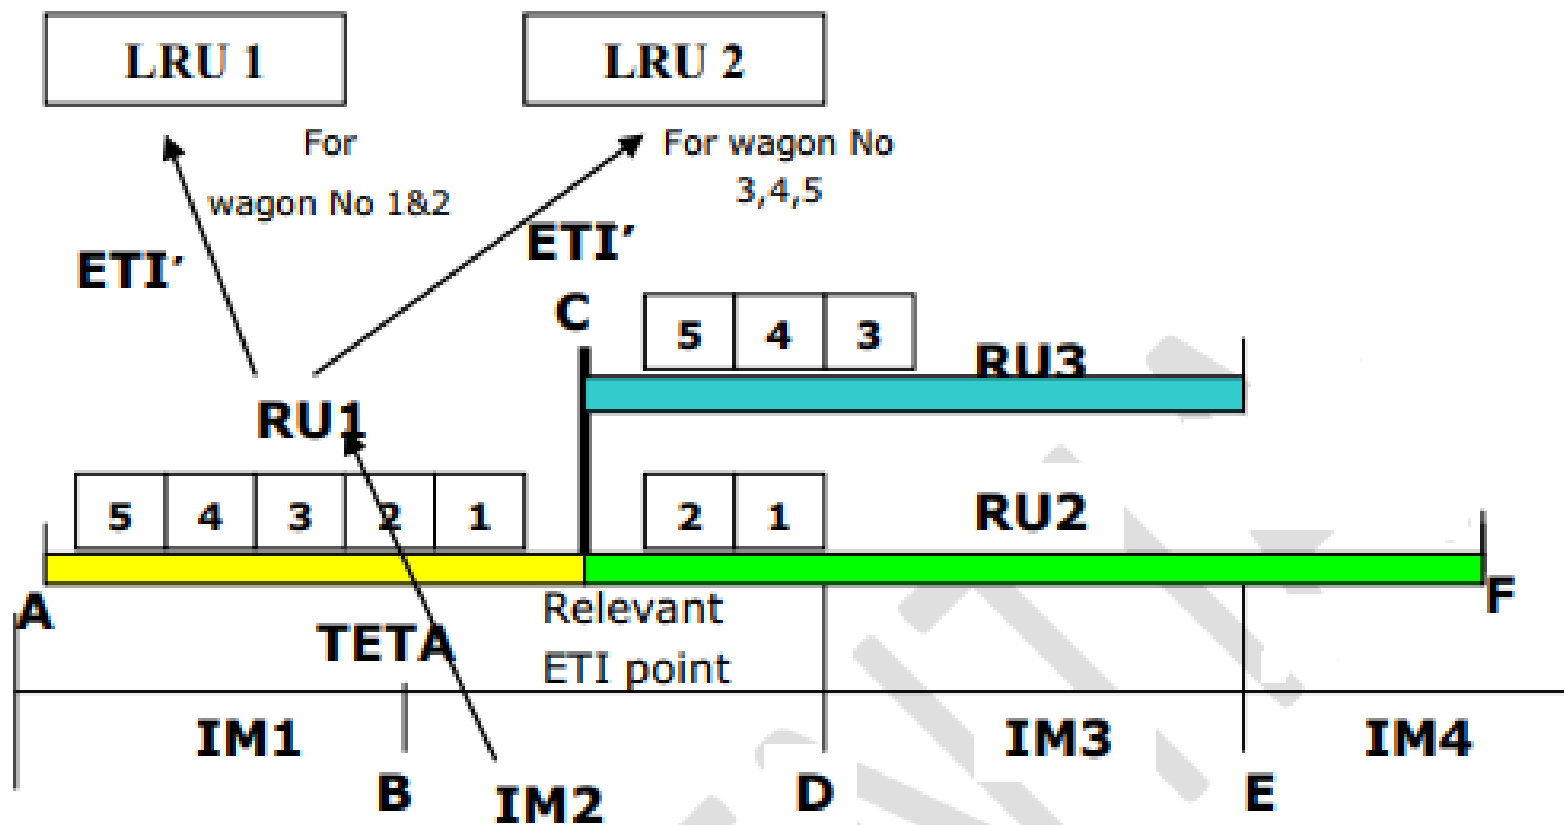 LRU 1
LRU 2
For
wagon No 1&2
For wagon No
3,4,5
ETI’
ETI’
C
5 4 3
RU3
RU1
5 4 3 2 1
2 1
RU2
A
Relevant
ETI point
F
TETA
IM1
IM3
IM4
B
IM2
D
E